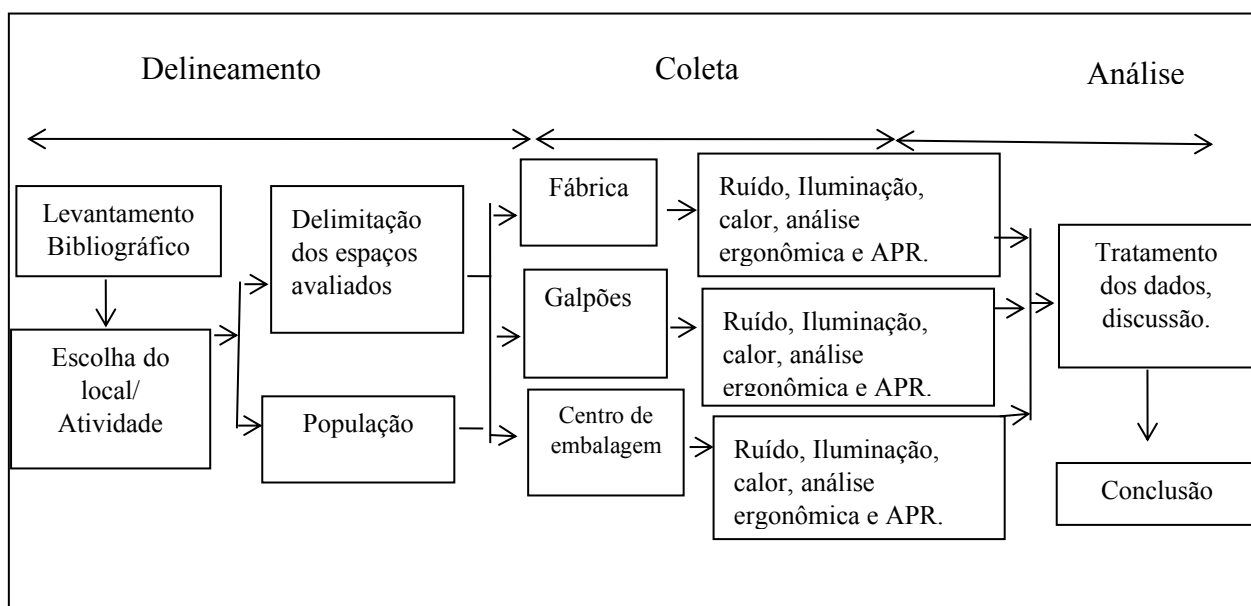 Delineamento
Coleta
Análise
Levantamento
Bibliográfico
Escolha do
local/
Atividade
Delimitação
dos espaços
avaliados
População
Fábrica
Galpões
Centro de
embalagem
Ruído, Iluminação,
calor, análise
ergonômica e APR.
Ruído, Iluminação,
calor, análise
ergonômica e APR.
Ruído, Iluminação,
calor, análise
ergonômica e APR.
Tratamento
dos dados,
discussão.
Conclusão